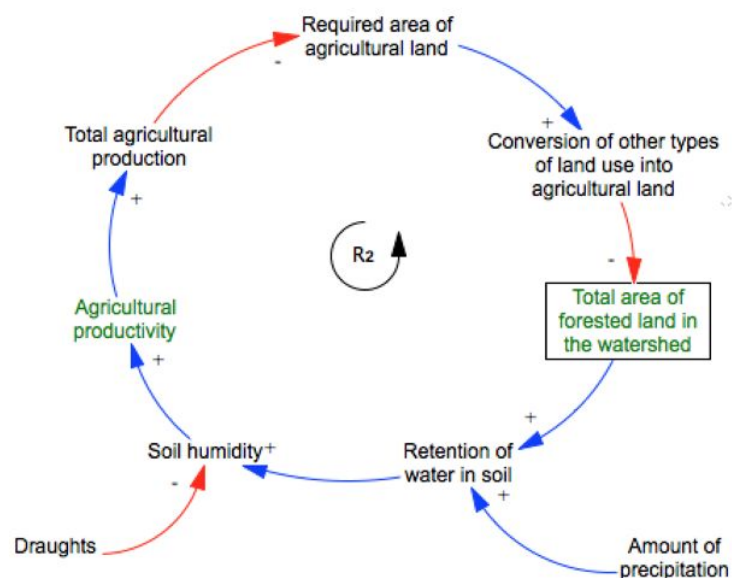 Required area of
agricultural land
-
+
Total agricultural
production
Conversion of other types
of land use into
agricultural land
+
R2
-
Agricultural
productivity
Total area of
forested land in
the watershed
+
+
Soil humidity+
Retention of
water in soil
-
+
Draughts
Amount of
precipitation